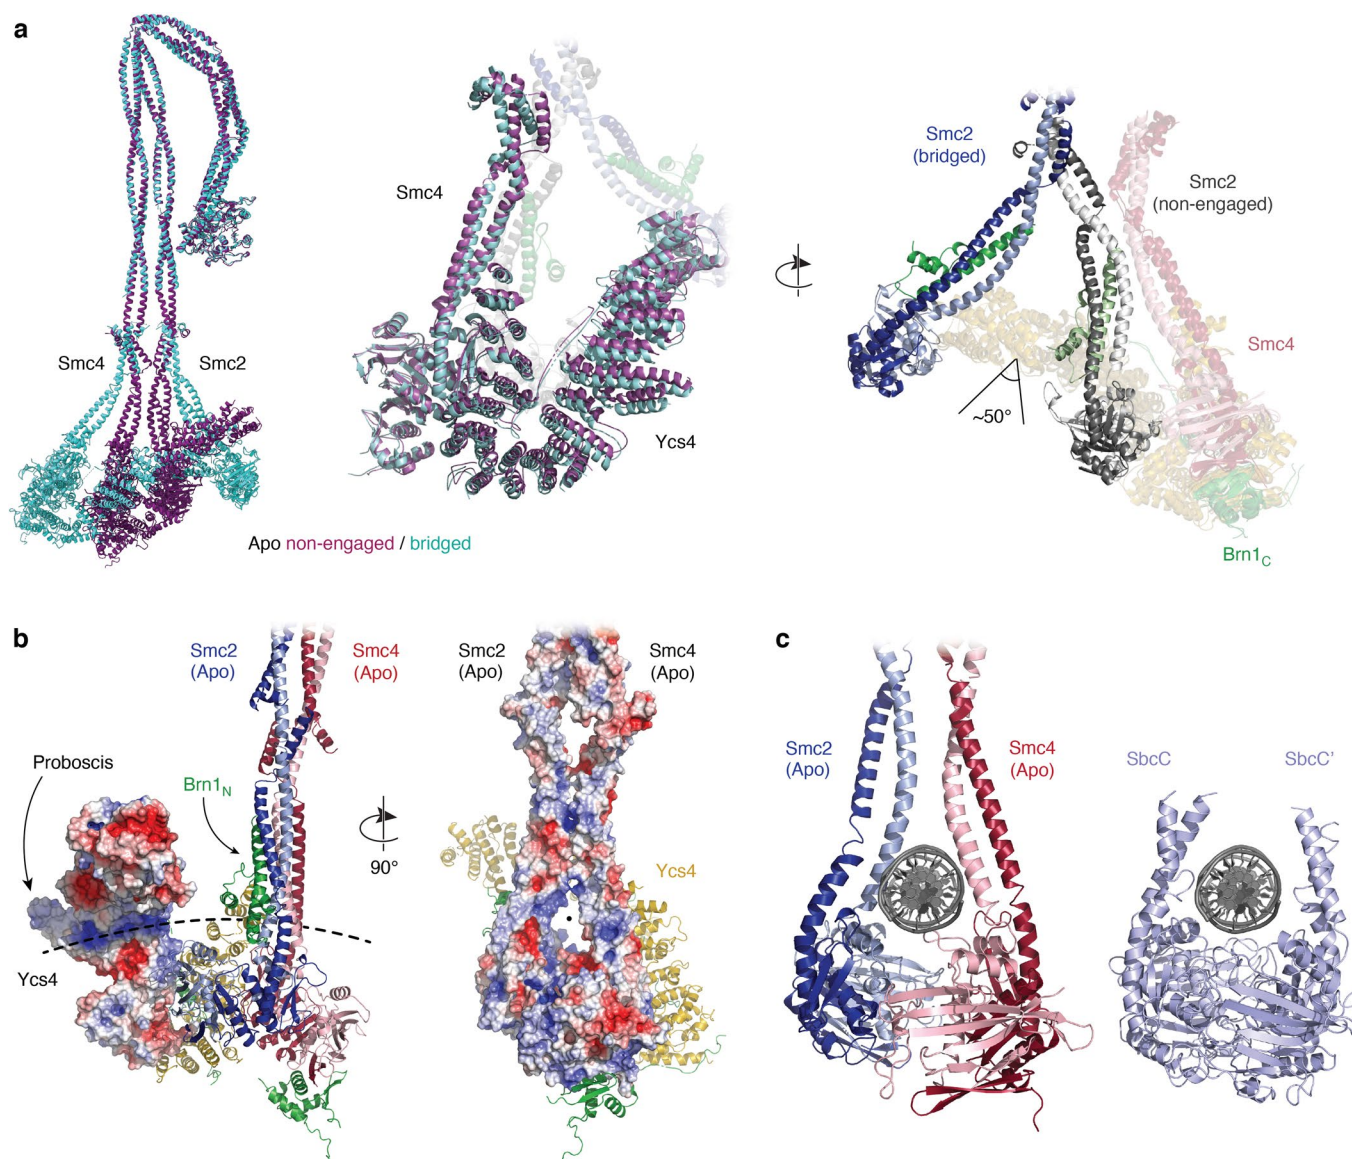 a
Smc4
Smc2
Apo non-engaged / bridged
Smc4
Ycs4
Smc2
(bridged)
Smc2
(non-engaged)
Smc4
~50°
Brn1C
b
Smc2
(Apo)
Smc4
(Apo)
Proboscis
Brn1N
Ycs4
90°
Smc2
(Apo)
Smc4
(Apo)
Ycs4
c
Smc2
(Apo)
Smc4
(Apo)
SbcC
SbcC'